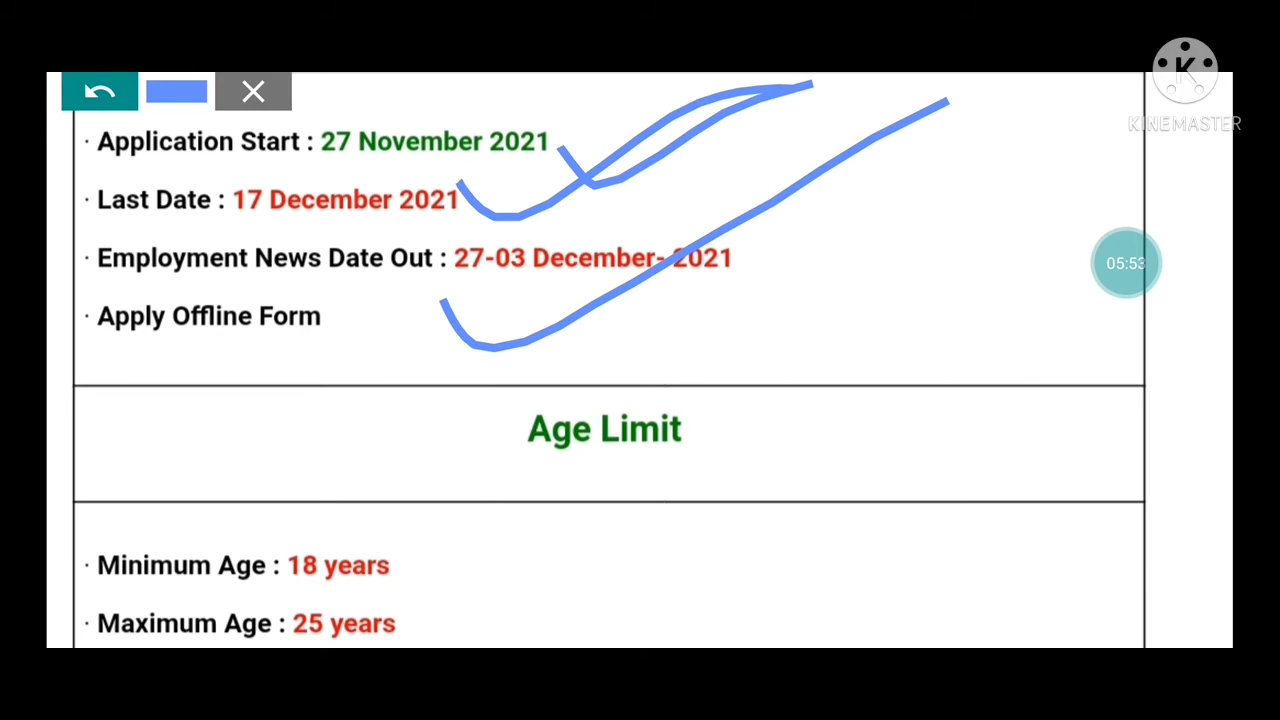 KINEMASTER
· Application Start : 27 November 2021
· Last Date : 17 December 2021
· Employment News Date Out : 27-03 December- 2021
05:53
· Apply Offline Form
Age Limit
· Minimum Age : 18 years
· Maximum Age : 25 years